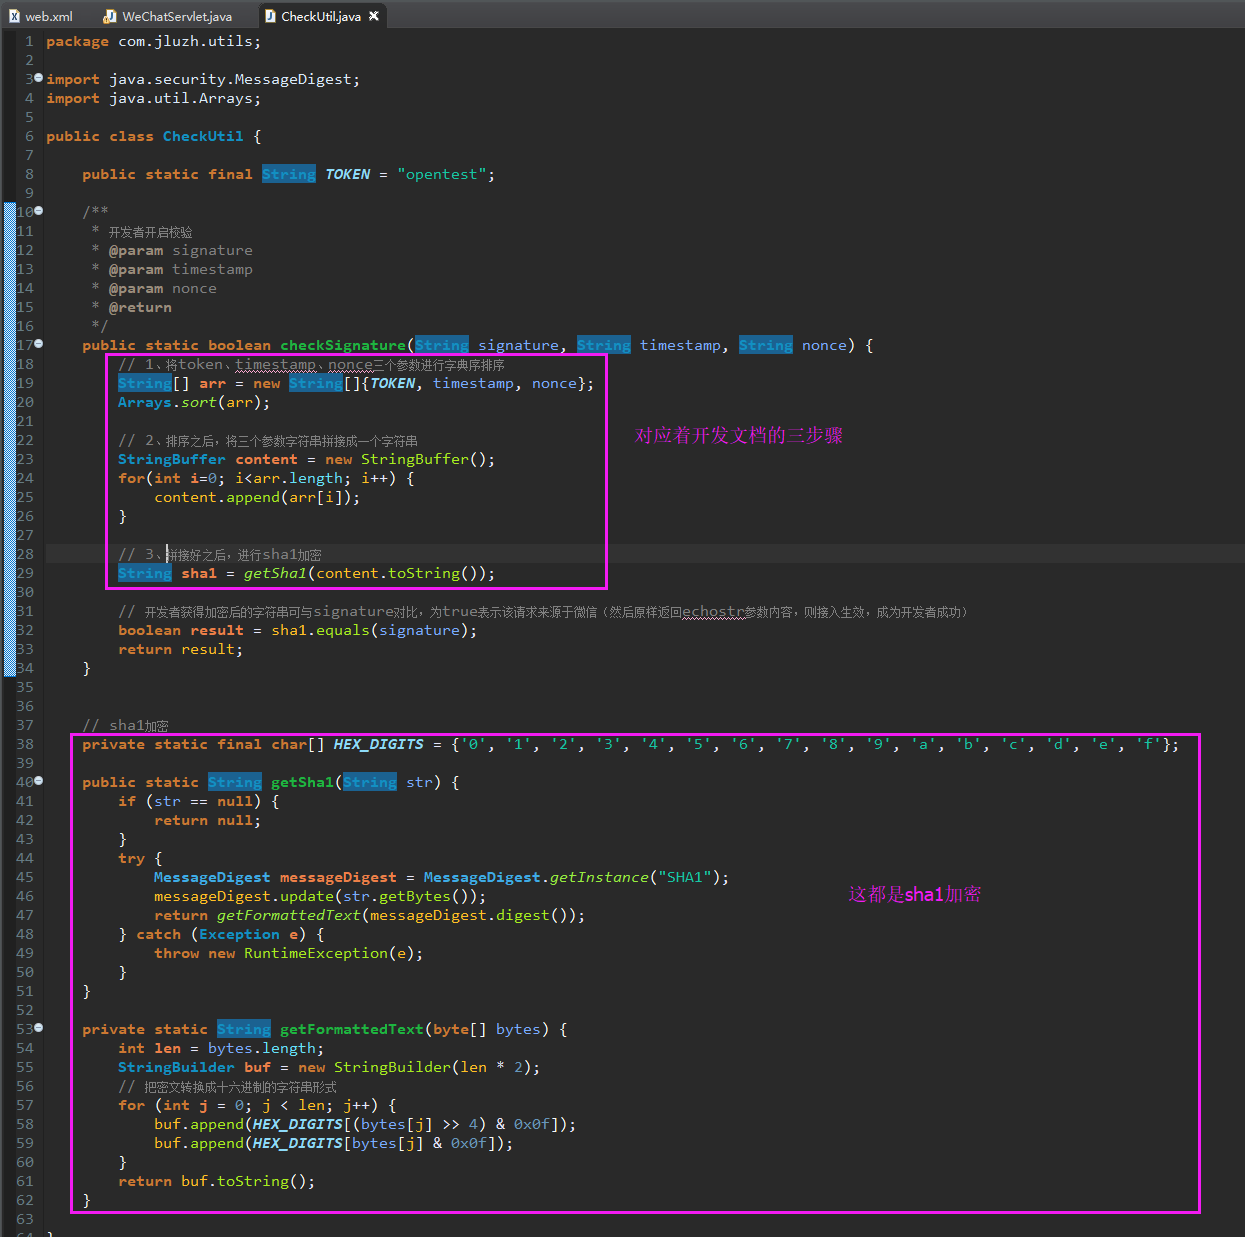 web.xml WeChatServlet.java CheckUtil.java
1 package com.jluzh.utils;
2
3 import java.security.MessageDigest;
4 import java.util.Arrays;
5
6 public class CheckUtil {
7
8 public static final String TOKEN = "opentest";
9
10 /**
11 * 开发者开启校验
12 * @param signature
13 * @param timestamp
14 * @param nonce
15 * @return
16 */
17 public static boolean checkSignature(String signature, String timestamp, String nonce) {
18 // 1、将token、timestamp、nonce三个参数进行字典序排序
19 String[] arr = new String[]{TOKEN, timestamp, nonce};
20 Arrays.sort(arr);
21
对应着开发文档的三步骤
22 // 2、排序之后，将三个参数字符串拼接成一个字符串
23 StringBuffer content = new StringBuffer();
24 for(int i=0; i<arr.length; i++) {
25 content.append(arr[i]);
26 }
27
28 // 3、拼接好之后，进行sha1加密
29 String sha1 = getSha1(content.toString());
30
31 // 开发者获得加密后的字符串可与signature对比，为true表示该请求来源于微信（然后原样返回echostr参数内容，则接入生效，成为开发者成功）
32 boolean result = sha1.equals(signature);
33 return result;
34 }
35
36
37 // sha1加密
38 private static final char[] HEX_DIGITS = {'0', '1', '2', '3', '4', '5', '6', '7', '8', '9', 'a', 'b', 'c', 'd', 'e', 'f'};
39
40 public static String getSha1(String str) {
41 if (str == null) {
42 return null;
43 }
44 try {
45 MessageDigest messageDigest = MessageDigest.getInstance("SHA1");
46 messageDigest.update(str.getBytes());
这都是sha1加密
47 return getFormattedText(messageDigest.digest());
48 } catch (Exception e) {
49 throw new RuntimeException(e);
50 }
51 }
52
53 private static String getFormattedText(byte[] bytes) {
54 int len = bytes.length;
55 StringBuilder buf = new StringBuilder(len * 2);
56 // 把密文转换成十六进制的字符串形式
57 for (int j = 0; j < len; j++) {
58 buf.append(HEX_DIGITS[(bytes[j] >> 4) & 0x0f]);
59 buf.append(HEX_DIGITS[bytes[j] & 0x0f]);
60 }
61 return buf.toString();
62 }
63
64 }